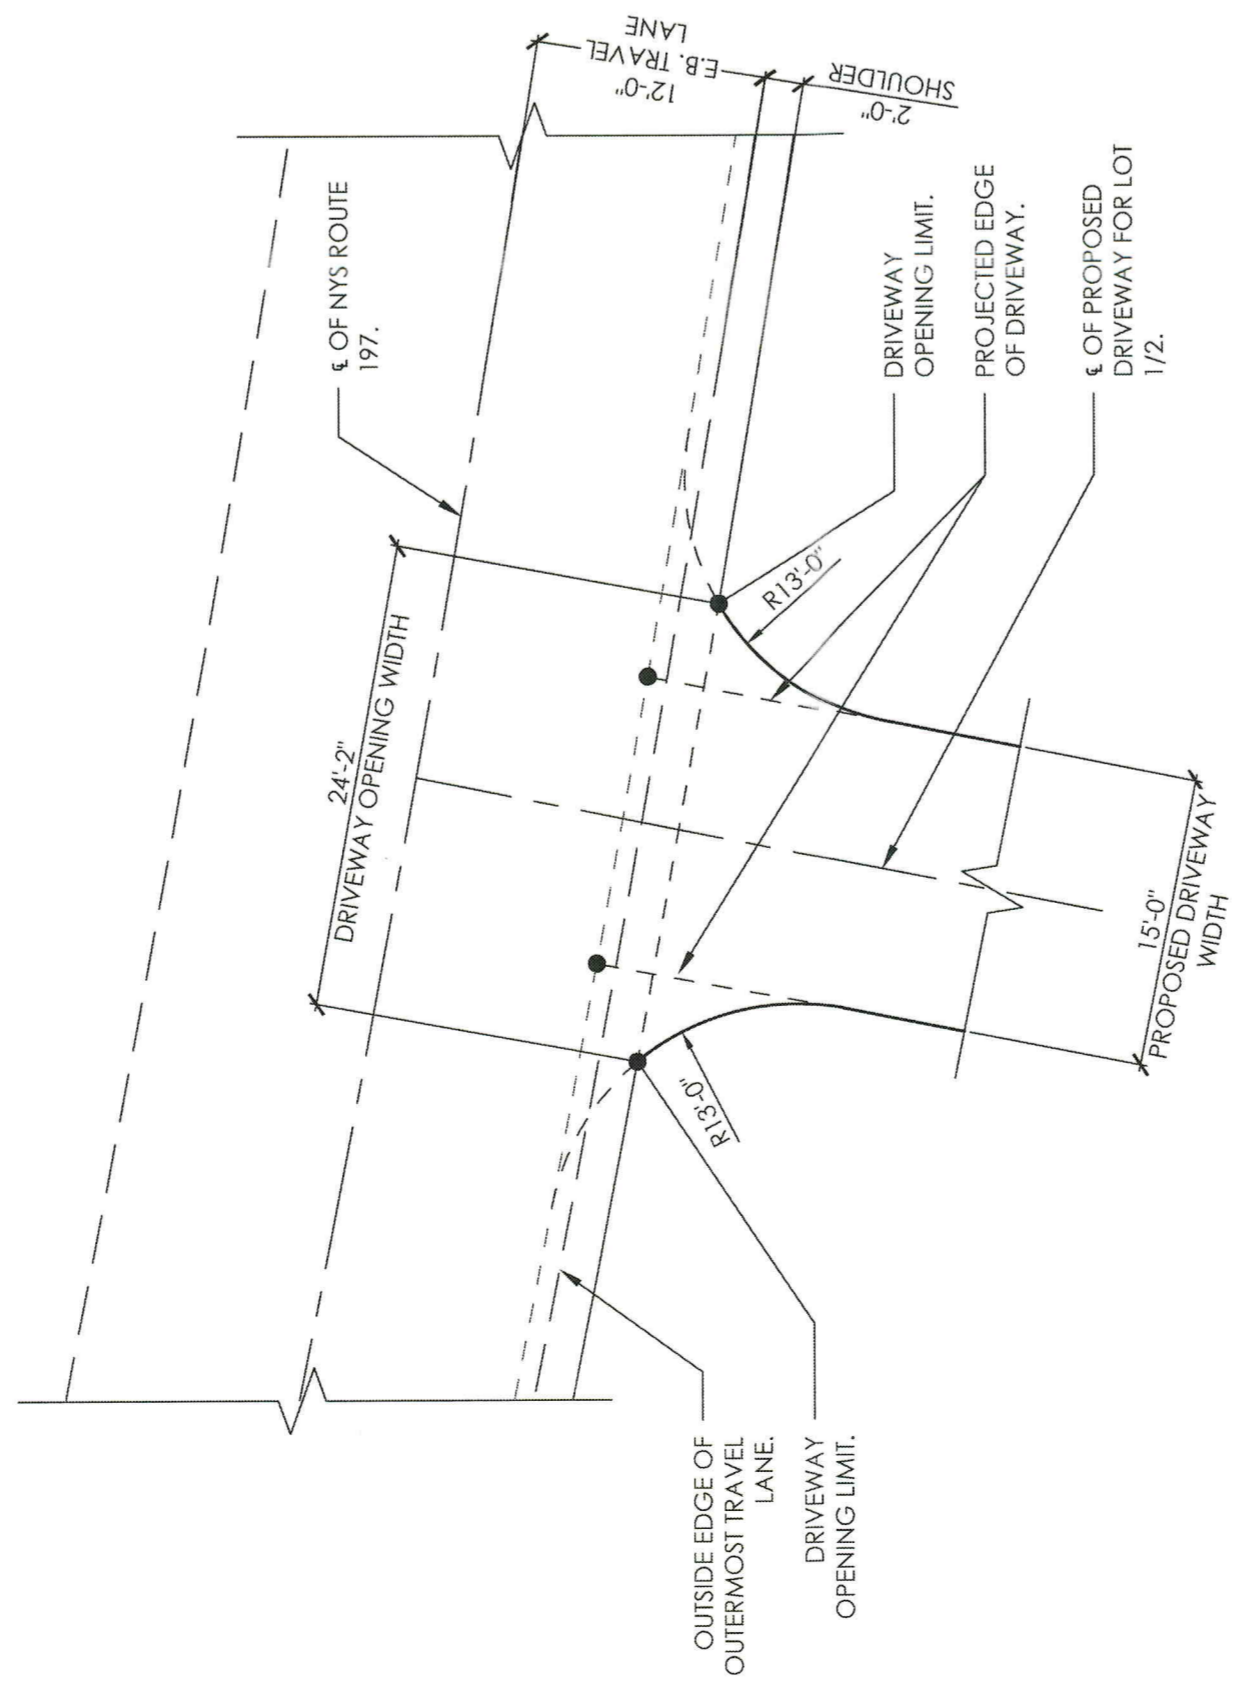 12'-0"
E.B. TRAVEL
LANE
2'-0"
SHOULDER
℄ OF NYS ROUTE
197.
24'-2"
DRIVEWAY OPENING WIDTH
DRIVEWAY
OPENING LIMIT.
PROJECTED EDGE
OF DRIVEWAY.
℄ OF PROPOSED
DRIVEWAY FOR LOT
1/2.
R13'-0"
R13'-0"
15'-0"
PROPOSED DRIVEWAY
WIDTH
OUTSIDE EDGE OF
OUTERMOST TRAVEL
LANE.
DRIVEWAY
OPENING LIMIT.